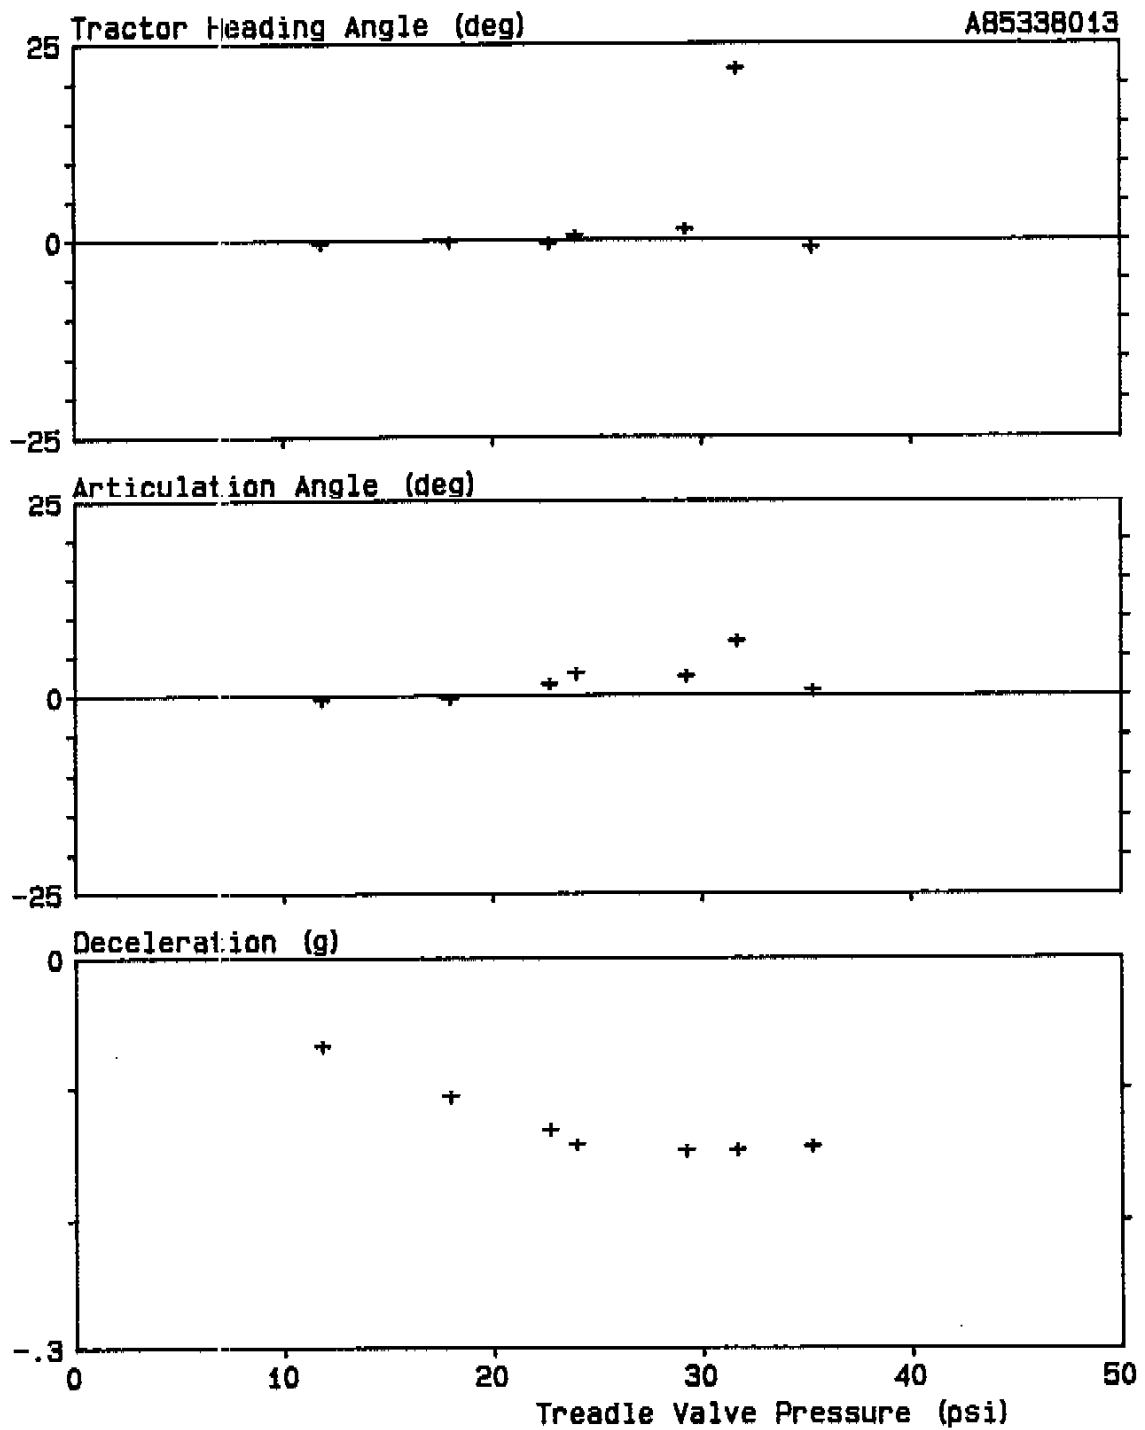 Tractor Heading Angle (deg) A85338013
25
0
-25
Articulation Angle (deg)
25
0
-25
Deceleration (g)
0
-.3
0 10 20 30 40 50
Treadle Valve Pressure (psi)